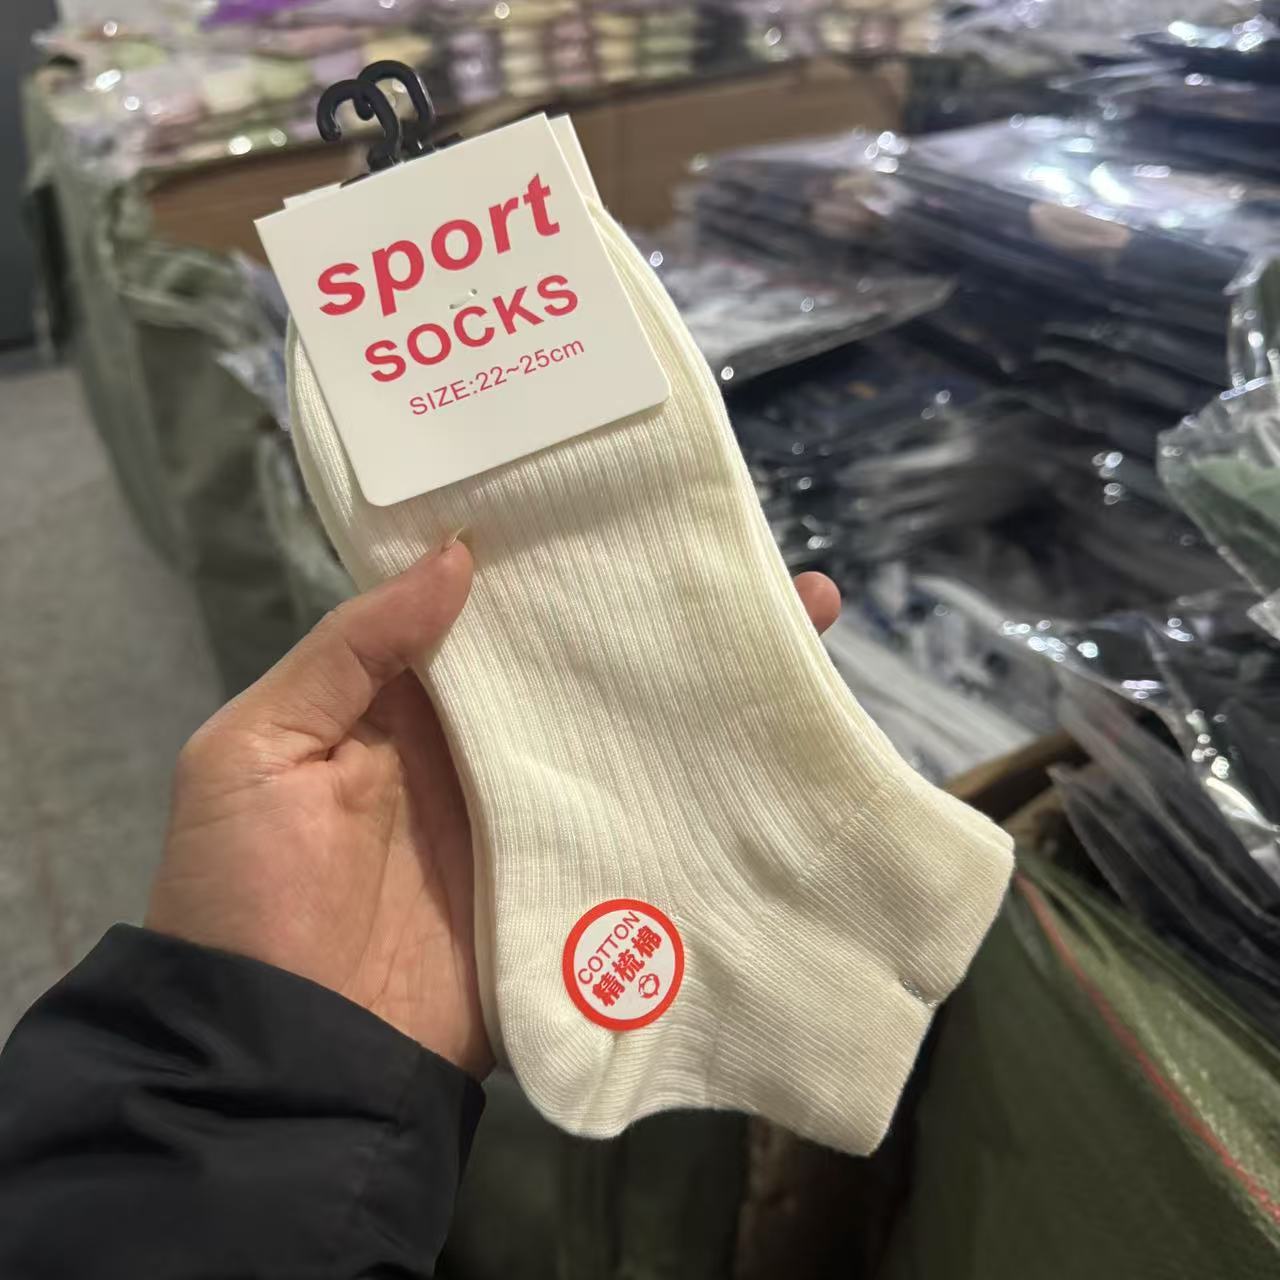 sport
SOCKS
SIZE:22~25cm
COTTON
精梳棉